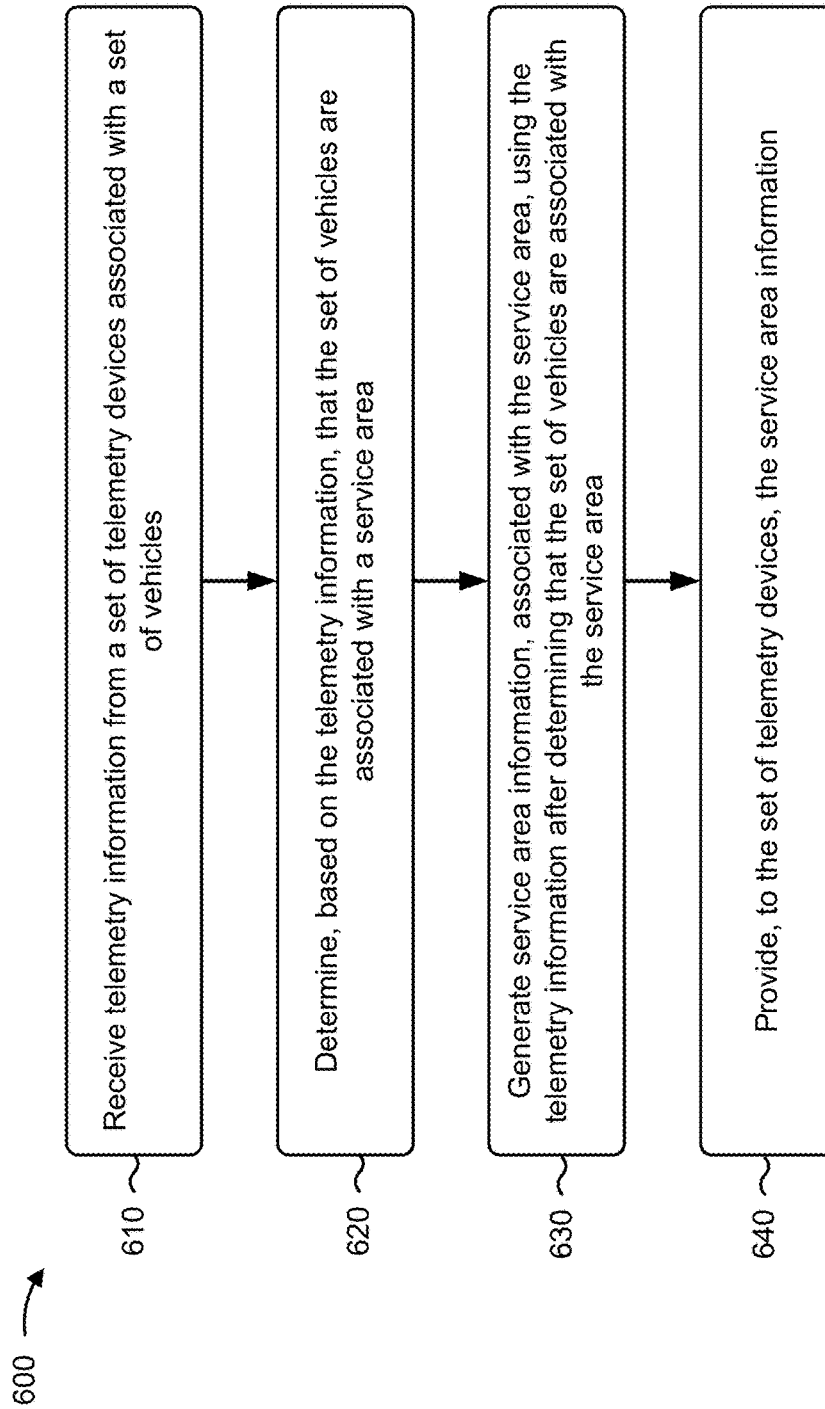 600
610
Receive telemetry information from a set of telemetry devices associated with a set
of vehicles
620
Determine, based on the telemetry information, that the set of vehicles are
associated with a service area
630
Generate service area information, associated with the service area, using the
telemetry information after determining that the set of vehicles are associated with
the service area
640
Provide, to the set of telemetry devices, the service area information